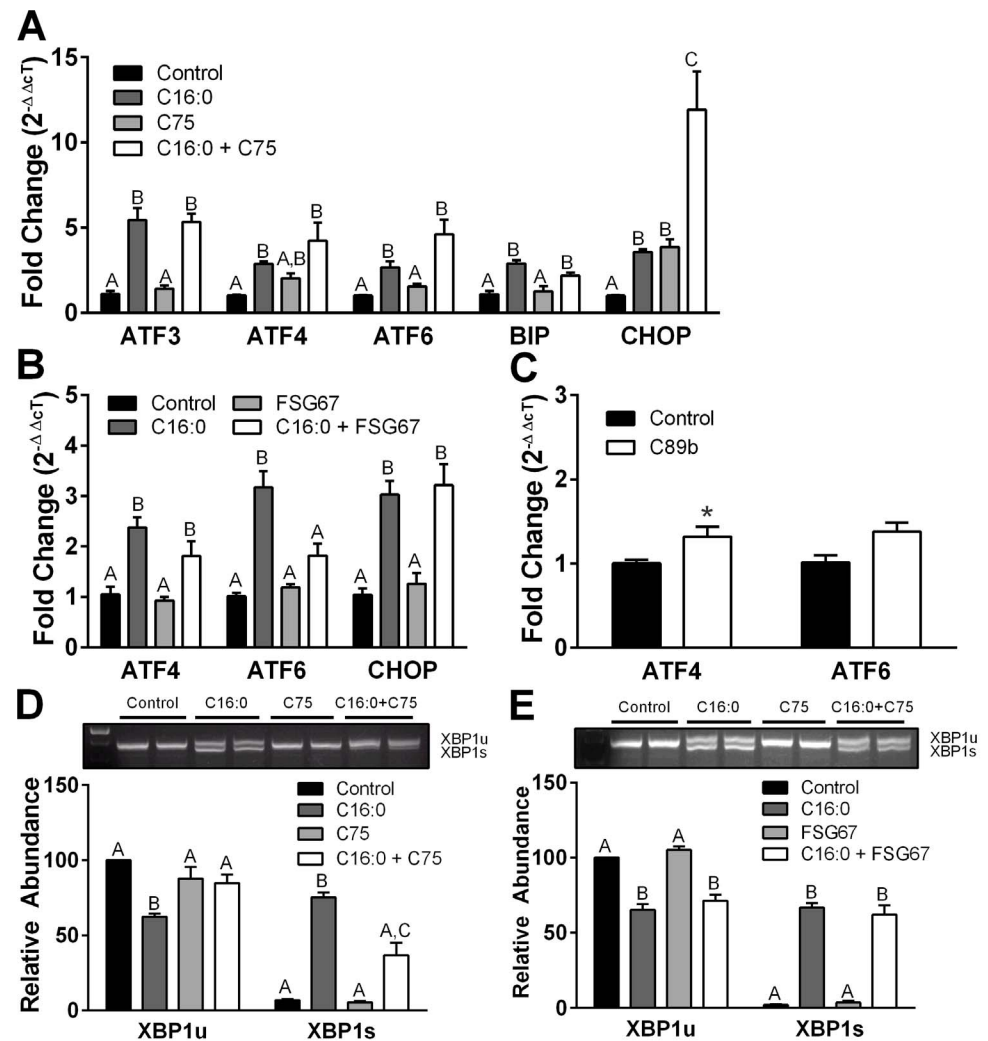 A
Fold Change (2-ΔΔcT)
15
10
5
0
Control
C16:0
C75
C16:0 + C75
A B A B
A B A,B B
A B A B
A B A B
A B B C
ATF3 ATF4 ATF6 BIP CHOP
B
Fold Change (2-ΔΔcT)
5
4
3
2
1
0
Control FSG67
C16:0 C16:0 + FSG67
A B A B
A B A A
A B A B
ATF4 ATF6 CHOP
C
Fold Change (2-ΔΔcT)
3
2
1
0
Control
C89b
*
ATF4 ATF6
D
Control C16:0 C75 C16:0+C75
XBP1u
XBP1s
Relative Abundance
150
100
50
0
Control
C16:0
C75
C16:0 + C75
A B A A
A B A A,C
XBP1u XBP1s
E
Control C16:0 C75 C16:0+C75
XBP1u
XBP1s
Relative Abundance
150
100
50
0
Control
C16:0
FSG67
C16:0 + FSG67
A B A B
A B A B
XBP1u XBP1s